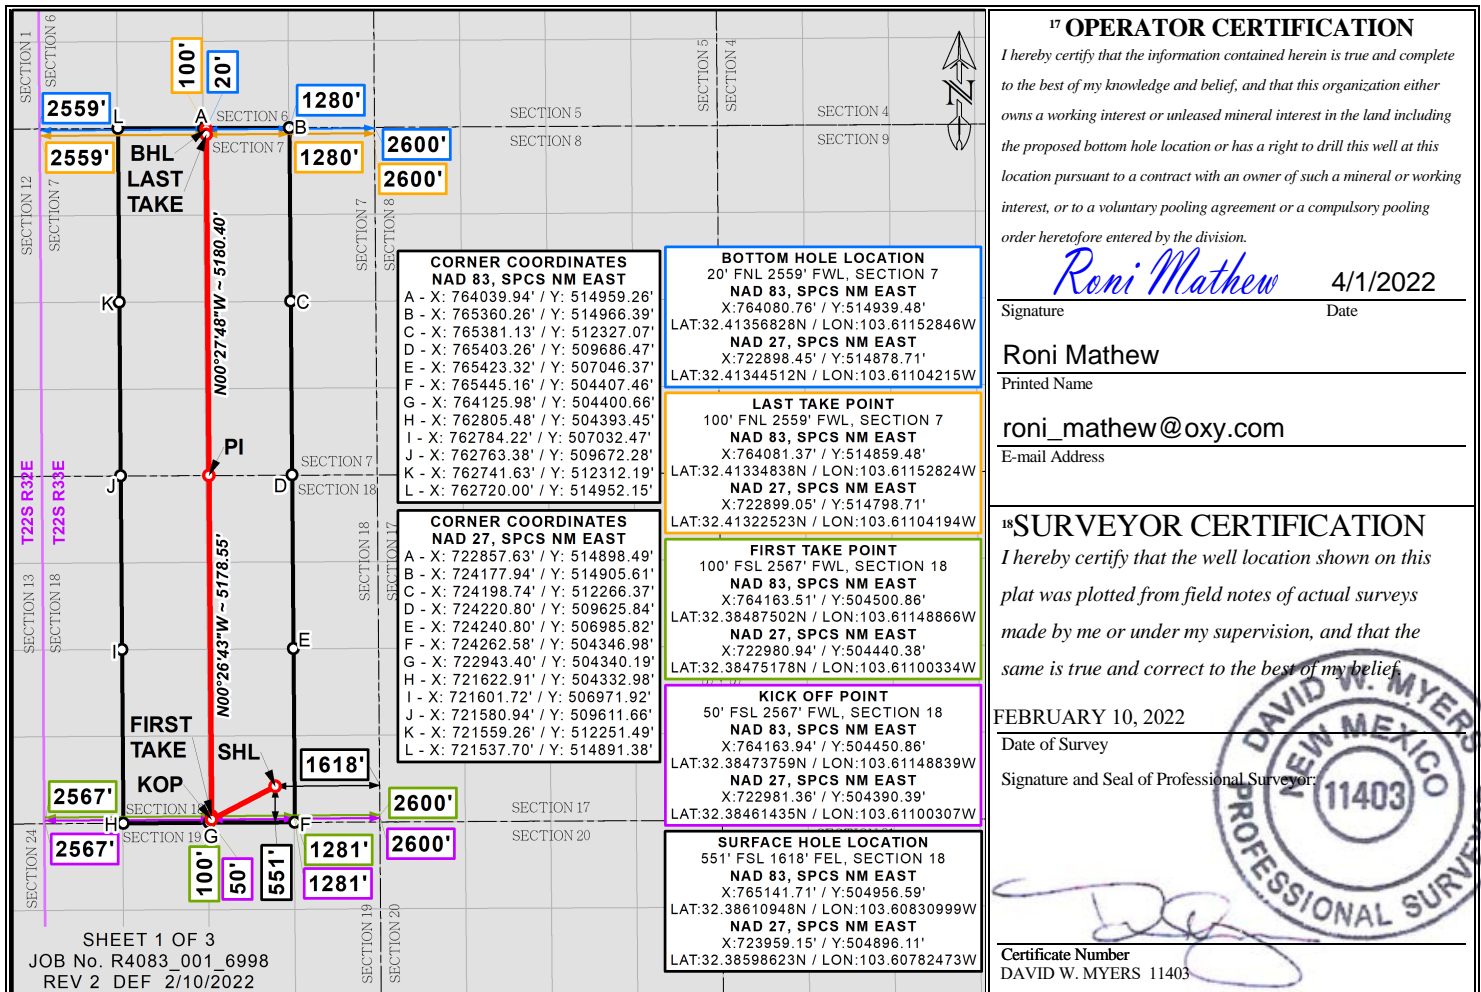 SECTION 1
SECTION 6
SECTION 12
SECTION 7
T22S R32E
T22S R33E
SECTION 13
SECTION 18
SECTION 24
100'
20'
2559'
L
A
SECTION 6
1280'
B
SECTION 7
2559'
1280'
2600'
2600'
BHL
LAST
TAKE
SECTION 5
SECTION 8
SECTION 5
SECTION 4
SECTION 4
SECTION 9
N
SECTION 7
SECTION 8
K
C
N00°27'48"W ~ 5180.40'
PI
J
SECTION 7
D
SECTION 18
SECTION 18
SECTION 17
N00°26'43"W ~ 5178.55'
I
E
FIRST
TAKE
KOP
SHL
1618'
2567'
SECTION 18
H
SECTION 19
G
F
2567'
100'
50'
551'
1281'
1281'
2600'
2600'
SECTION 17
SECTION 20
SECTION 19
SECTION 20
SHEET 1 OF 3
JOB No. R4083_001_6998
REV 2 DEF 2/10/2022
CORNER COORDINATES
NAD 83, SPCS NM EAST
A - X: 764039.94' / Y: 514959.26'
B - X: 765360.26' / Y: 514966.39'
C - X: 765381.13' / Y: 512327.07'
D - X: 765403.26' / Y: 509686.47'
E - X: 765423.32' / Y: 507046.37'
F - X: 765445.16' / Y: 504407.46'
G - X: 764125.98' / Y: 504400.66'
H - X: 762805.48' / Y: 504393.45'
I - X: 762784.22' / Y: 507032.47'
J - X: 762763.38' / Y: 509672.28'
K - X: 762741.63' / Y: 512312.19'
L - X: 762720.00' / Y: 514952.15'
CORNER COORDINATES
NAD 27, SPCS NM EAST
A - X: 722857.63' / Y: 514898.49'
B - X: 724177.94' / Y: 514905.61'
C - X: 724198.74' / Y: 512266.37'
D - X: 724220.80' / Y: 509625.84'
E - X: 724240.80' / Y: 506985.82'
F - X: 724262.58' / Y: 504346.98'
G - X: 722943.40' / Y: 504340.19'
H - X: 721622.91' / Y: 504332.98'
I - X: 721601.72' / Y: 506971.92'
J - X: 721580.94' / Y: 509611.66'
K - X: 721559.26' / Y: 512251.49'
L - X: 721537.70' / Y: 514891.38'
BOTTOM HOLE LOCATION
20' FNL 2559' FWL, SECTION 7
NAD 83, SPCS NM EAST
X:764080.76' / Y:514939.48'
LAT:32.41356828N / LON:103.61152846W
NAD 27, SPCS NM EAST
X:722898.45' / Y:514878.71'
LAT:32.41344512N / LON:103.61104215W
LAST TAKE POINT
100' FNL 2559' FWL, SECTION 7
NAD 83, SPCS NM EAST
X:764081.37' / Y:514859.48'
LAT:32.41334838N / LON:103.61152824W
NAD 27, SPCS NM EAST
X:722899.05' / Y:514798.71'
LAT:32.41322523N / LON:103.61104194W
FIRST TAKE POINT
100' FSL 2567' FWL, SECTION 18
NAD 83, SPCS NM EAST
X:764163.51' / Y:504500.86'
LAT:32.38487502N / LON:103.61148866W
NAD 27, SPCS NM EAST
X:722980.94' / Y:504440.38'
LAT:32.38475178N / LON:103.61100334W
KICK OFF POINT
50' FSL 2567' FWL, SECTION 18
NAD 83, SPCS NM EAST
X:764163.94' / Y:504450.86'
LAT:32.38473759N / LON:103.61148839W
NAD 27, SPCS NM EAST
X:722981.36' / Y:504390.39'
LAT:32.38461435N / LON:103.61100307W
SURFACE HOLE LOCATION
551' FSL 1618' FEL, SECTION 18
NAD 83, SPCS NM EAST
X:765141.71' / Y:504956.59'
LAT:32.38610948N / LON:103.60830999W
NAD 27, SPCS NM EAST
X:723959.15' / Y:504896.11'
LAT:32.38598623N / LON:103.60782473W
17 OPERATOR CERTIFICATION
I hereby certify that the information contained herein is true and complete
to the best of my knowledge and belief, and that this organization either
owns a working interest or unleased mineral interest in the land including
the proposed bottom hole location or has a right to drill this well at this
location pursuant to a contract with an owner of such a mineral or working
interest, or to a voluntary pooling agreement or a compulsory pooling
order heretofore entered by the division.
Roni Mathew 4/1/2022
Signature Date
Roni Mathew
Printed Name
roni_mathew@oxy.com
E-mail Address
18SURVEYOR CERTIFICATION
I hereby certify that the well location shown on this
plat was plotted from field notes of actual surveys
made by me or under my supervision, and that the
same is true and correct to the best of my belief.
FEBRUARY 10, 2022
Date of Survey
Signature and Seal of Professional Surveyor:
DAVID W. MYERS
NEW MEXICO
11403
PROFESSIONAL SURVEY
Certificate Number
DAVID W. MYERS 11403